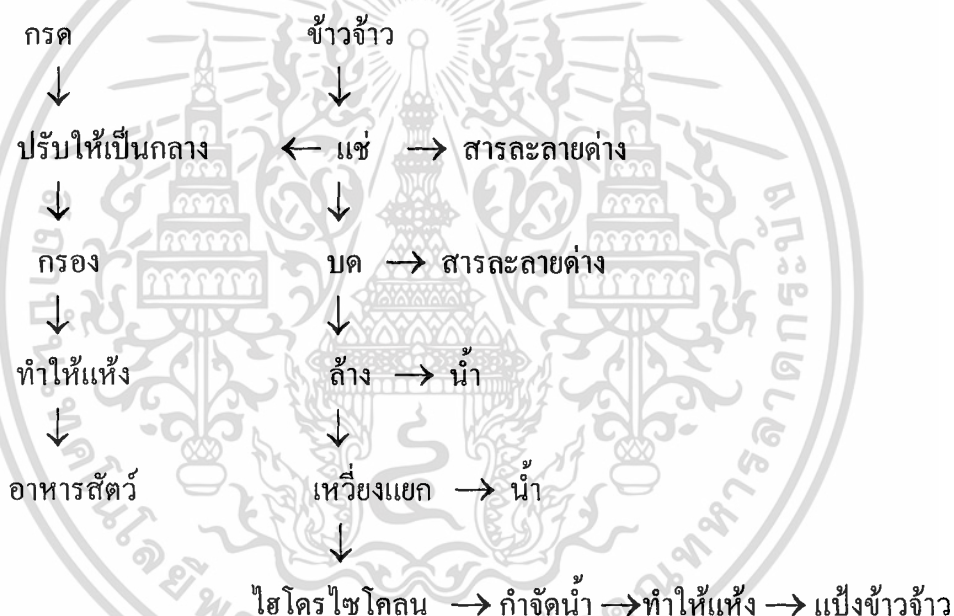 กรด ข้าวจ้าว
↓ ↓
ปรับให้เป็นกลาง ← แช่ → สารละลายด่าง
↓ ↓
กรอง บด → สารละลายด่าง
↓ ↓
ทำให้แห้ง ล้าง → น้ำ
↓ ↓
อาหารสัตว์ เหวี่ยงแยก → น้ำ
↓
ไฮโครไซโคลน → กำจัดน้ำ → ทำให้แห้ง → แป้งข้าวจ้าว